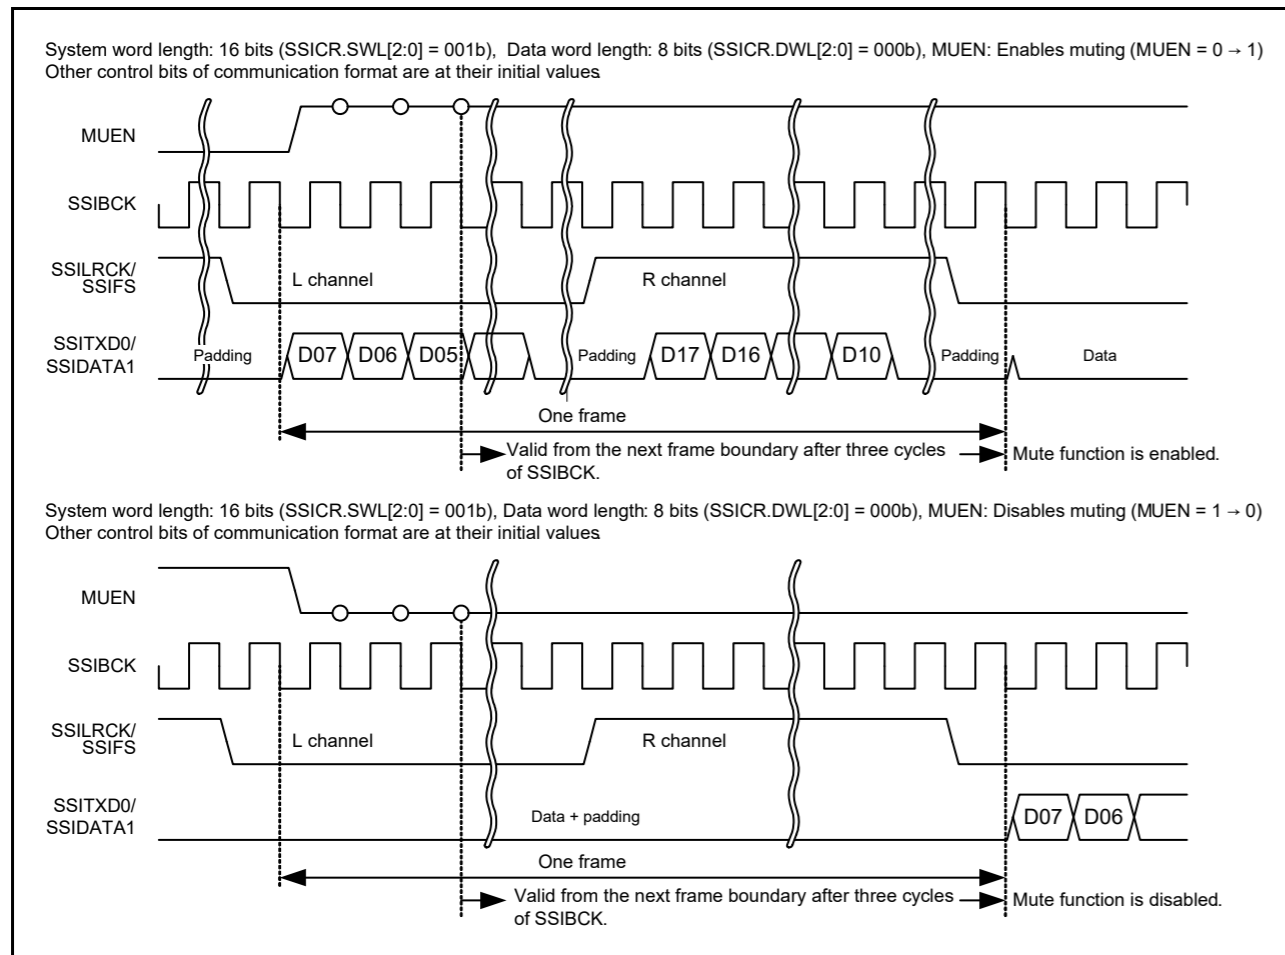 System word length: 16 bits (SSICR.SWL[2:0] = 001b), Data word length: 8 bits (SSICR.DWL[2:0] = 000b), MUEN: Enables muting (MUEN = 0 → 1)
Other control bits of communication format are at their initial values
MUEN
SSIBCK
SSILRCK/
SSIFS
L channel
R channel
SSITXD0/
SSIDATA1
Padding
D07
D06
D05
Padding
D17
D16
D10
Padding
Data
One frame
Valid from the next frame boundary after three cycles
of SSIBCK.
Mute function is enabled.
System word length: 16 bits (SSICR.SWL[2:0] = 001b), Data word length: 8 bits (SSICR.DWL[2:0] = 000b), MUEN: Disables muting (MUEN = 1 → 0)
Other control bits of communication format are at their initial values
MUEN
SSIBCK
SSILRCK/
SSIFS
L channel
R channel
SSITXD0/
SSIDATA1
Data + padding
D07
D06
One frame
Valid from the next frame boundary after three cycles
of SSIBCK.
Mute function is disabled.